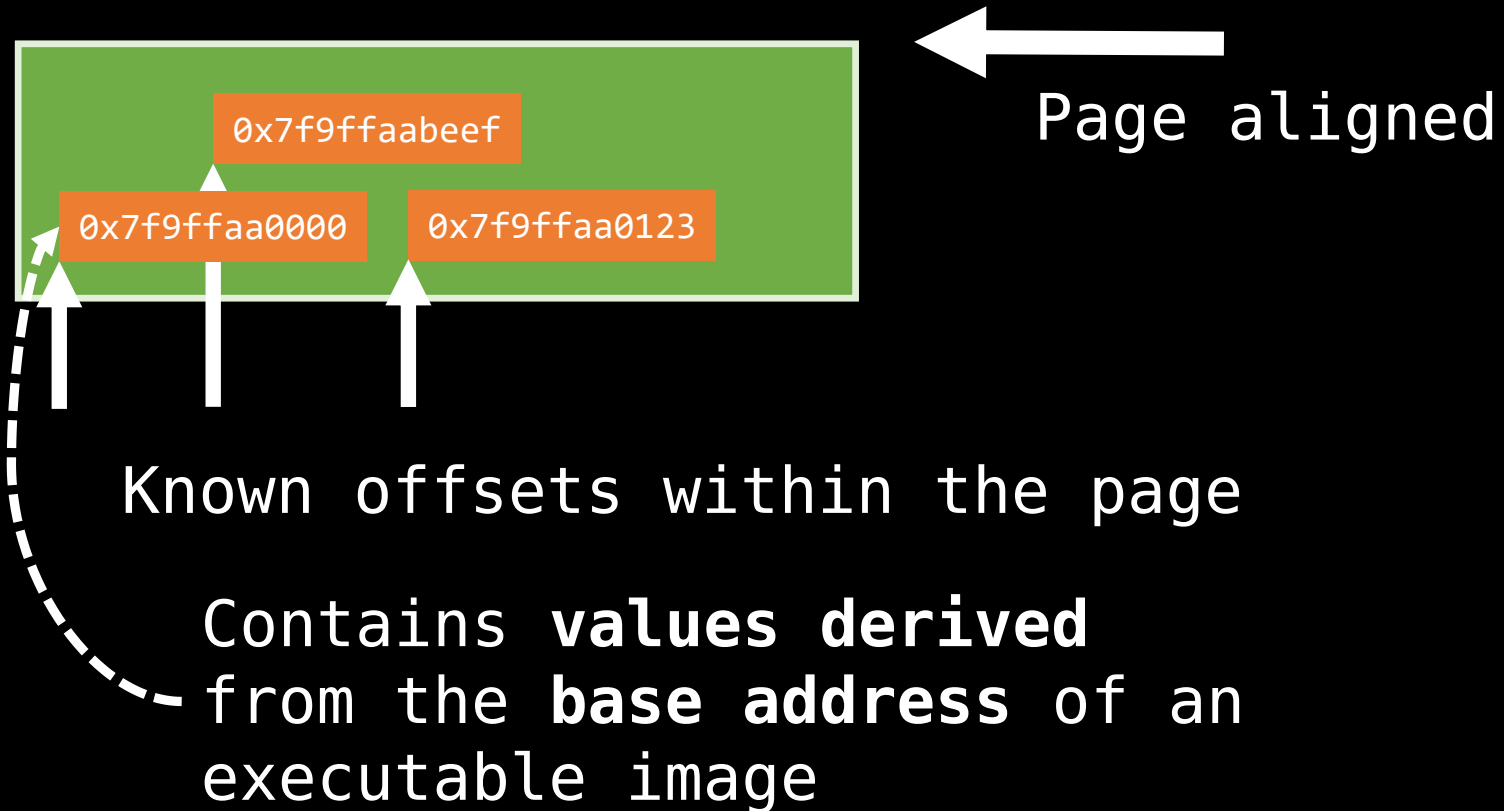 Page aligned
0x7f9ffaabeef
0x7f9ffaa0000
0x7f9ffaa0123
Known offsets within the page
Contains values derived
from the base address of an
executable image